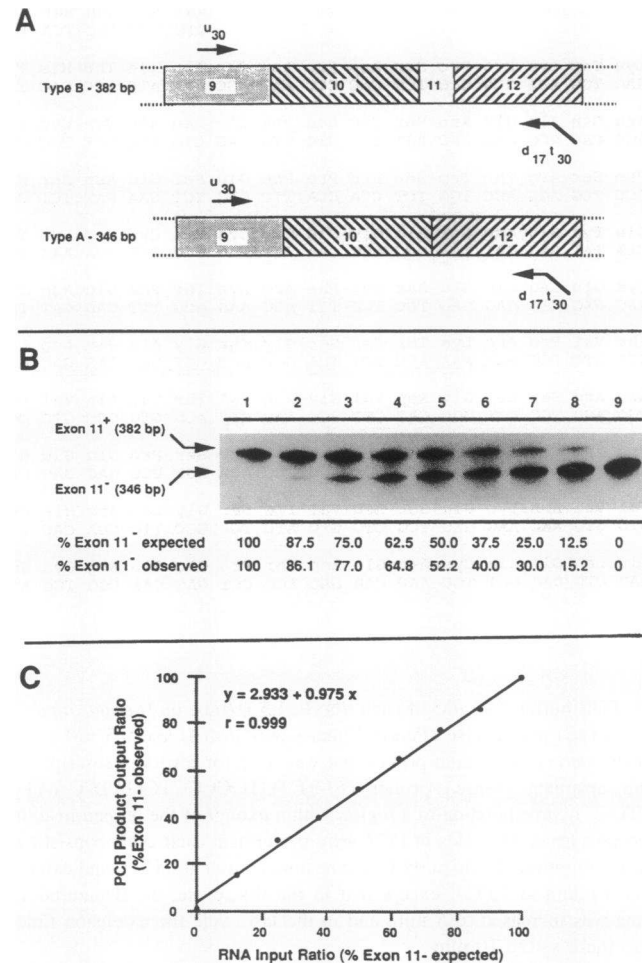 A
u30
Type B - 382 bp
9 10 11 12
d17t30
u30
Type A - 346 bp
9 10 12
d17t30
B
1 2 3 4 5 6 7 8 9
Exon 11+ (382 bp)
Exon 11- (346 bp)
% Exon 11- expected 100 87.5 75.0 62.5 50.0 37.5 25.0 12.5 0
% Exon 11- observed 100 86.1 77.0 64.8 52.2 40.0 30.0 15.2
C
y = 2.933 + 0.975 x
r = 0.999
PCR Product Output Ratio
(%Exon 11- observed)
100
80
60
40
20
0
0 20 40 60 80 100
RNA Input Ratio (% Exon 11- expected)